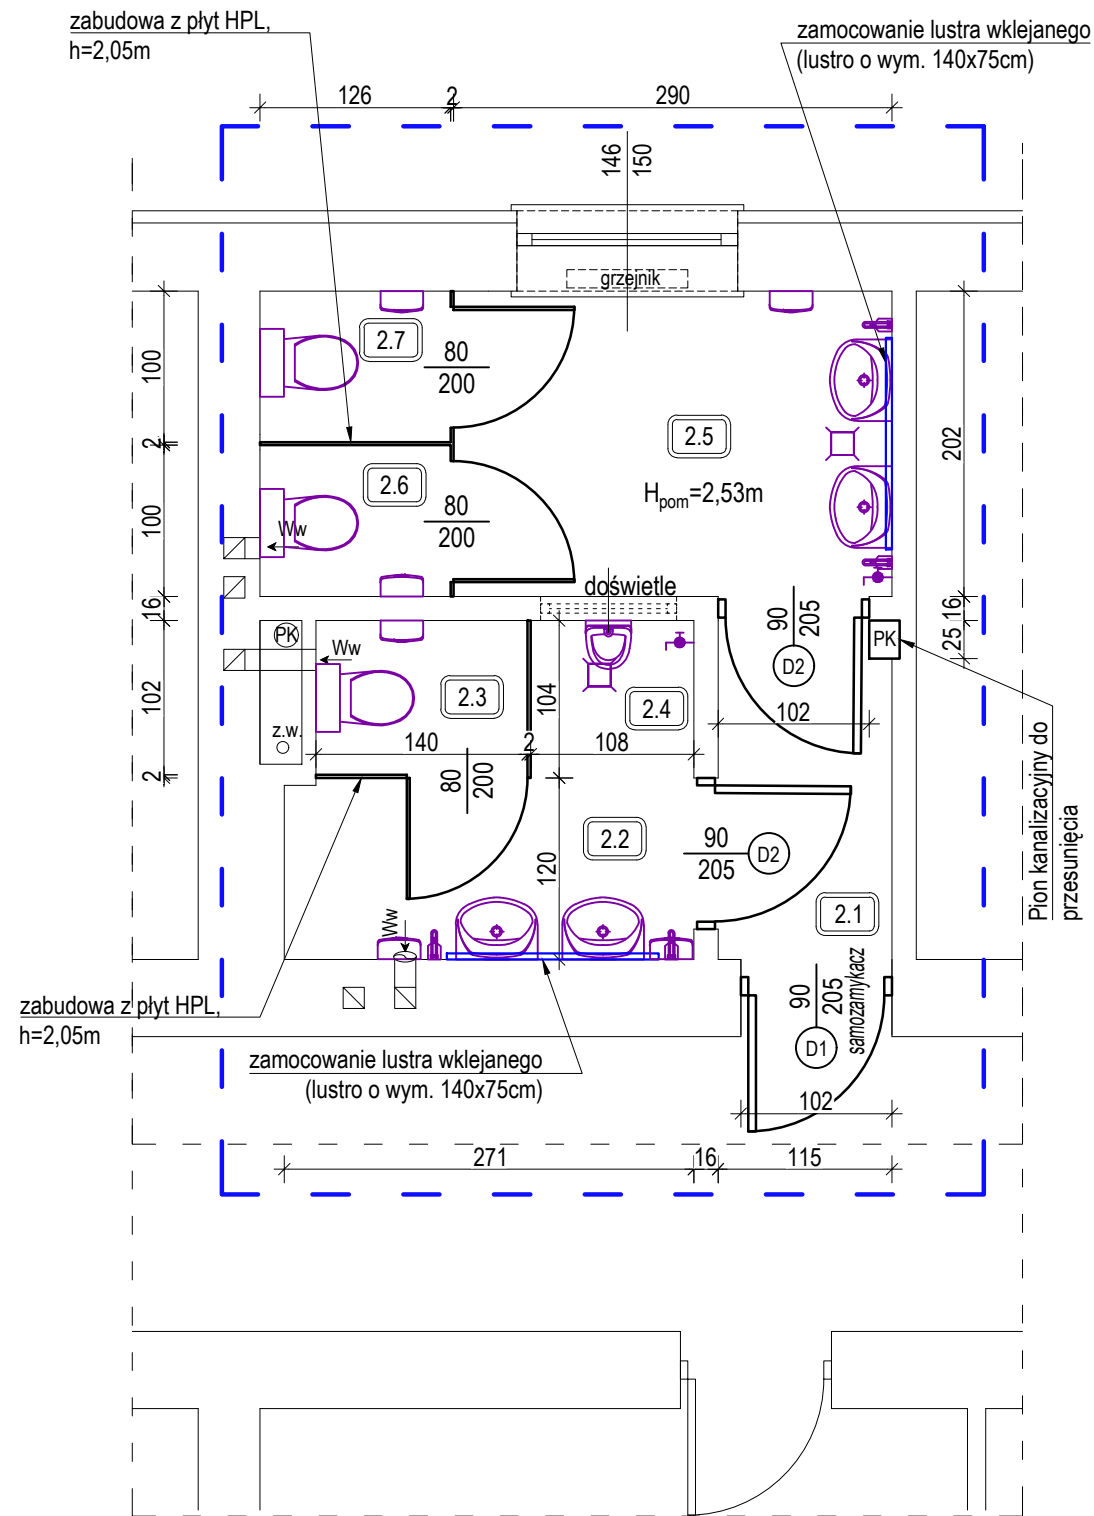 zabudowa z płyt HPL,
h=2,05m
zamocowanie lustra wklejanego
(lustro o wym. 140x75cm)
126
2
290
146
150
grzejnik
2.7
80
200
100
2
100
16
102
2
2.5
H_pom=2,53m
2.6
80
200
Ww
202
16
25
doświetle
90
205
D2
PK
PK
Ww
2.3
2.4
104
102
z.w.
140
2
108
80
200
2.2
90
205
D2
120
2.1
Pion kanalizacyjny do
przesunięcia
Ww
90
205
samozamykacz
D1
zabudowa z płyt HPL,
h=2,05m
zamocowanie lustra wklejanego
(lustro o wym. 140x75cm)
102
271
16
115